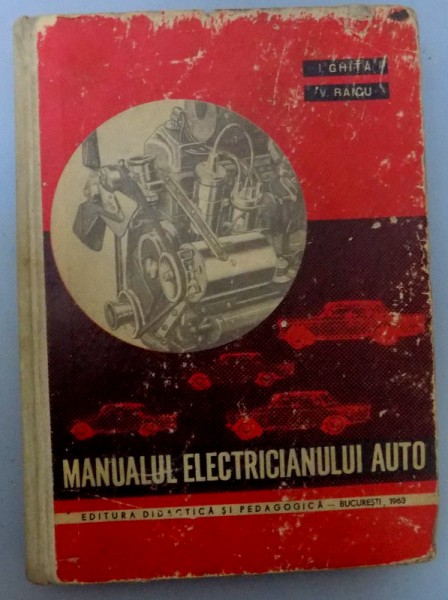 I. GHIȚĂ
V. RAICU
MANUALUL ELECTRICIANULUI AUTO
EDITURA DIDACTICĂ ȘI PEDAGOGICĂ — BUCUREȘTI, 1963